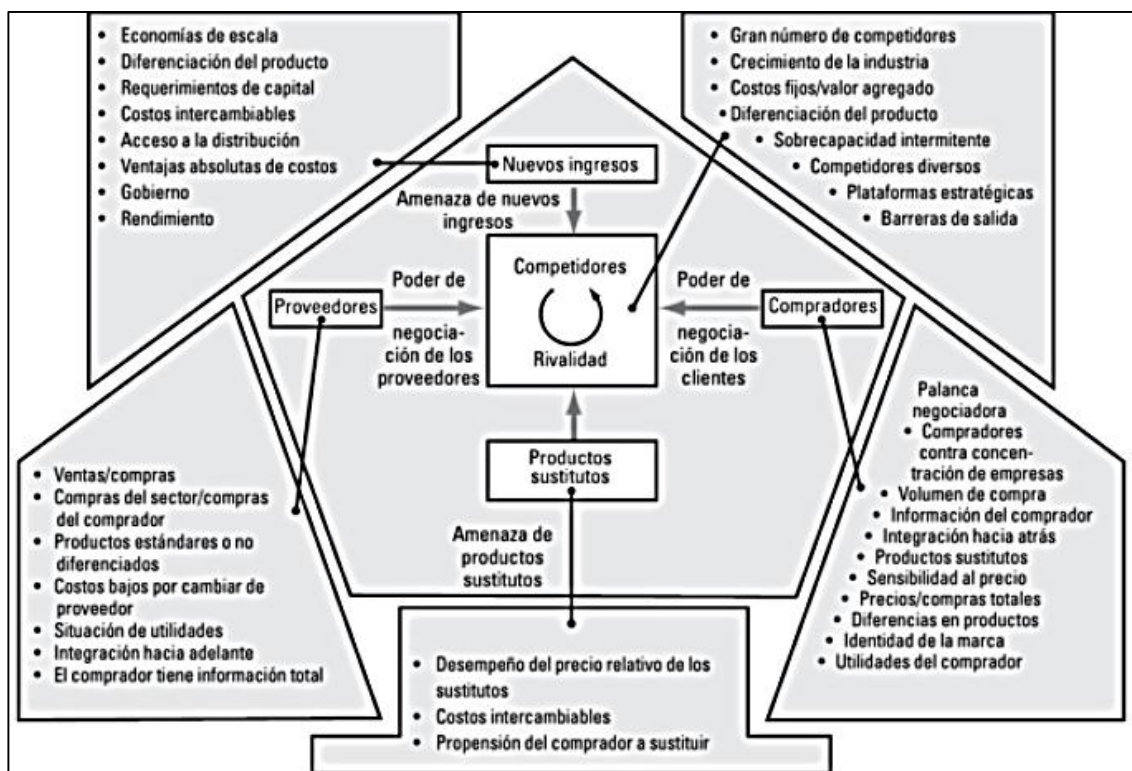 • Economías de escala
• Diferenciación del producto
• Requerimientos de capital
• Costos intercambiables
• Acceso a la distribución
• Ventajas absolutas de costos
• Gobierno
• Rendimiento
• Gran número de competidores
• Crecimiento de la industria
• Costos fijos/valor agregado
• Diferenciación del producto
• Sobrecapacidad intermitente
• Competidores diversos
• Plataformas estratégicas
• Barreras de salida
Nuevos ingresos
Amenaza de nuevos
ingresos
Proveedores
Poder de
negocia-
ción de los
proveedores
Competidores
Rivalidad
Poder de
negocia-
ción de los
clientes
Compradores
Productos
sustitutos
Amenaza de
productos
sustitutos
• Ventas/compras
• Compras del sector/compras
del comprador
• Productos estándares o no
diferenciados
• Costos bajos por cambiar de
proveedor
• Situación de utilidades
• Integración hacia adelante
• El comprador tiene información total
Palanca
negociadora
• Compradores
contra concen-
tración de empresas
• Volumen de compra
• Información del comprador
• Integración hacia atrás
• Productos sustitutos
• Sensibilidad al precio
• Precios/compras totales
• Diferencias en productos
• Identidad de la marca
• Utilidades del comprador
• Desempeño del precio relativo de los
sustitutos
• Costos intercambiables
• Propensión del comprador a sustituir